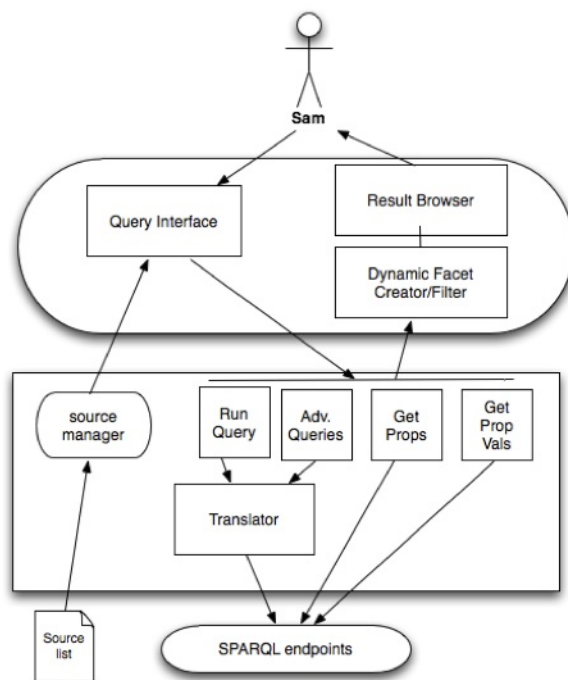 Sam
Query Interface
Result Browser
Dynamic Facet
Creator/Filter
source
manager
Run
Query
Adv.
Queries
Get
Props
Get
Prop
Vals
Translator
Source
list
SPARQL endpoints